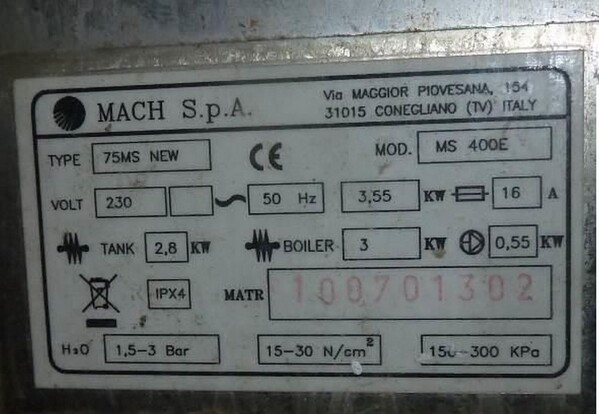 MACH S.p.A.
Via MAGGIOR PIOVESANA, 154
31015 CONEGLIANO (TV) ITALY
TYPE 75MS NEW CE MOD. MS 400E
VOLT 230 ~ 50 Hz 3,55 KW 16 A
TANK 2,8 KW BOILER 3 KW 0,55 KW
IPX4 MATR 100701302
H₂O 1,5-3 Bar 15-30 N/cm² 150-300 KPa